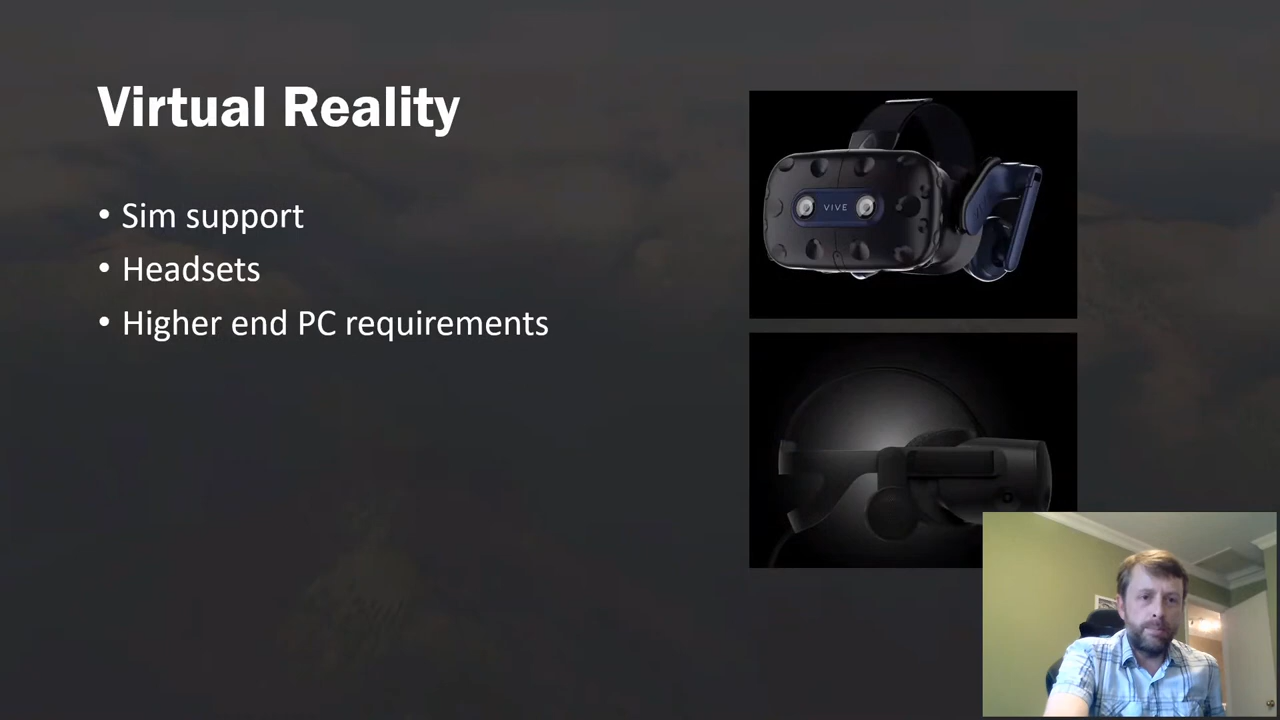 Virtual Reality
• Sim support
• Headsets
• Higher end PC requirements
VIVE